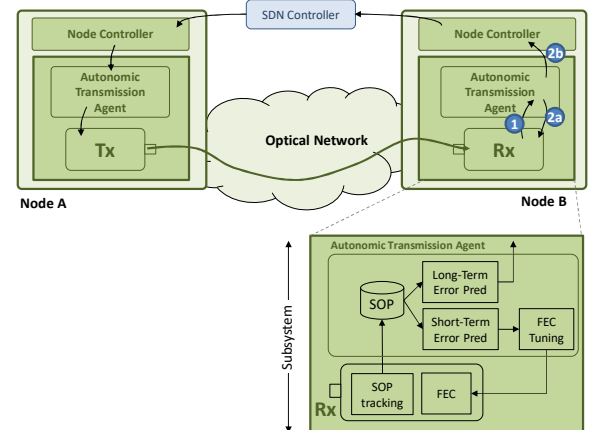 SDN Controller
Node Controller
Autonomic
Transmission
Agent
Tx
Node A
Optical Network
Node Controller
2b
Autonomic
Transmission
Agent
1
2a
Rx
Node B
Subsystem
Autonomic Transmission Agent
Long-Term
Error Pred
SOP
Short-Term
Error Pred
FEC
Tuning
SOP
tracking
FEC
Rx